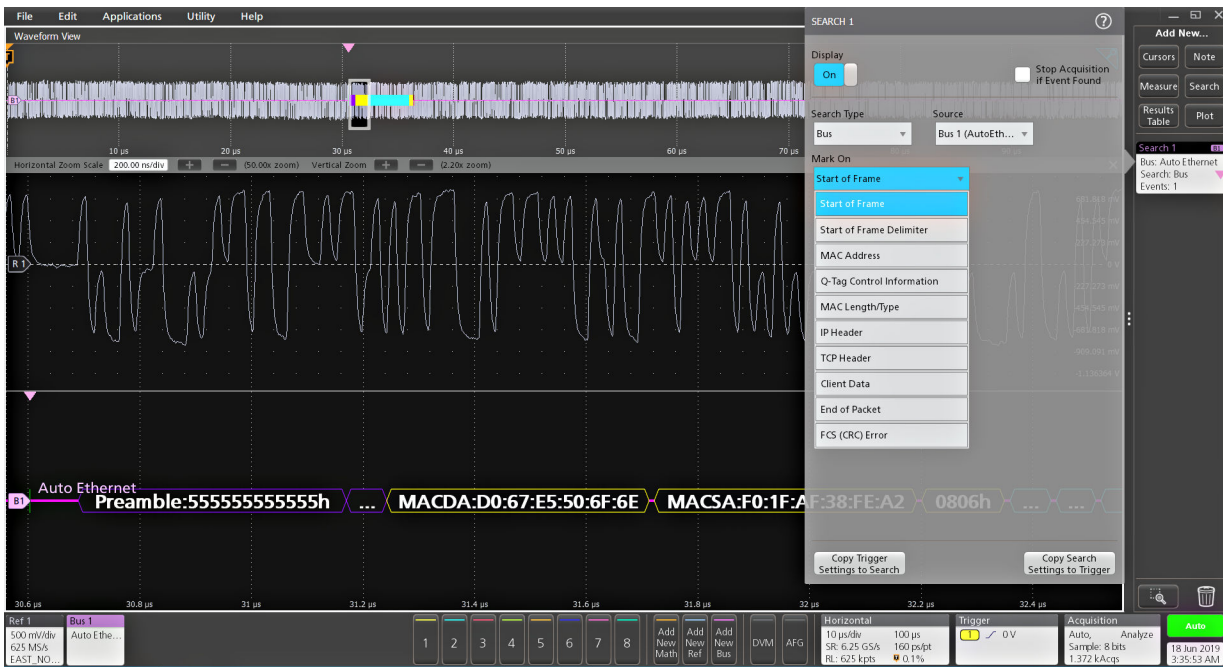 File Edit Applications Utility Help
Waveform View
10 µs 20 µs 30 µs 40 µs 50 µs 60 µs 70 µs
B1
Horizontal Zoom Scale 200.00 ns/div + — (50.00x zoom) Vertical Zoom + — (2.20x zoom)
R 1
Auto Ethernet
B1 Preamble:555555555555h ... MACDA:D0:67:E5:50:6F:6E MACSA:F0:1F:AF:38:FE:A2 0806h ... ...
30.6 µs 30.8 µs 31 µs 31.2 µs 31.4 µs 31.6 µs 31.8 µs 32 µs 32.2 µs 32.4 µs
SEARCH 1 ?
Display
On
Stop Acquisition
if Event Found
Search Type Source
Bus Bus 1 (AutoEth...
Mark On
Start of Frame
Start of Frame
Start of Frame Delimiter
MAC Address
Q-Tag Control Information
MAC Length/Type
IP Header
TCP Header
Client Data
End of Packet
FCS (CRC) Error
Copy Trigger
Settings to Search
Copy Search
Settings to Trigger
Add New...
Cursors Note
Measure Search
Results
Table
Plot
Search 1 B1
Bus: Auto Ethernet
Search: Bus
Events: 1
Ref 1
500 mV/div
625 MS/s
EAST_NO...
Bus 1
Auto Ethe...
1 2 3 4 5 6 7 8
Add
New
Math
Add
New
Ref
Add
New
Bus
DVM AFG
Horizontal
10 µs/div 100 µs
SR: 6.25 GS/s 160 ps/pt
RL: 625 kpts 0.1%
Trigger
1 0 V
Acquisition
Auto, Analyze
Sample: 8 bits
1.372 kAcqs
Auto
18 Jun 2019
3:35:53 AM